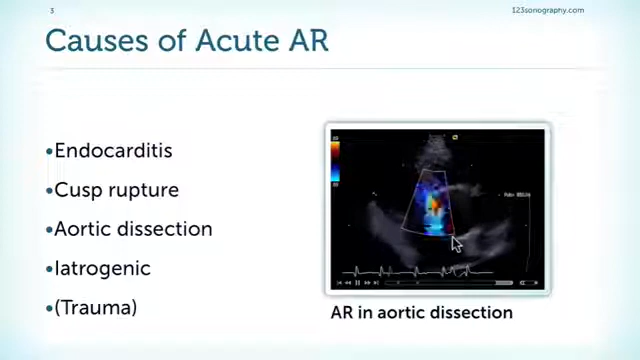 3
123sonography.com
Causes of Acute AR
•Endocarditis
•Cusp rupture
•Aortic dissection
•Iatrogenic
•(Trauma)
AR in aortic dissection